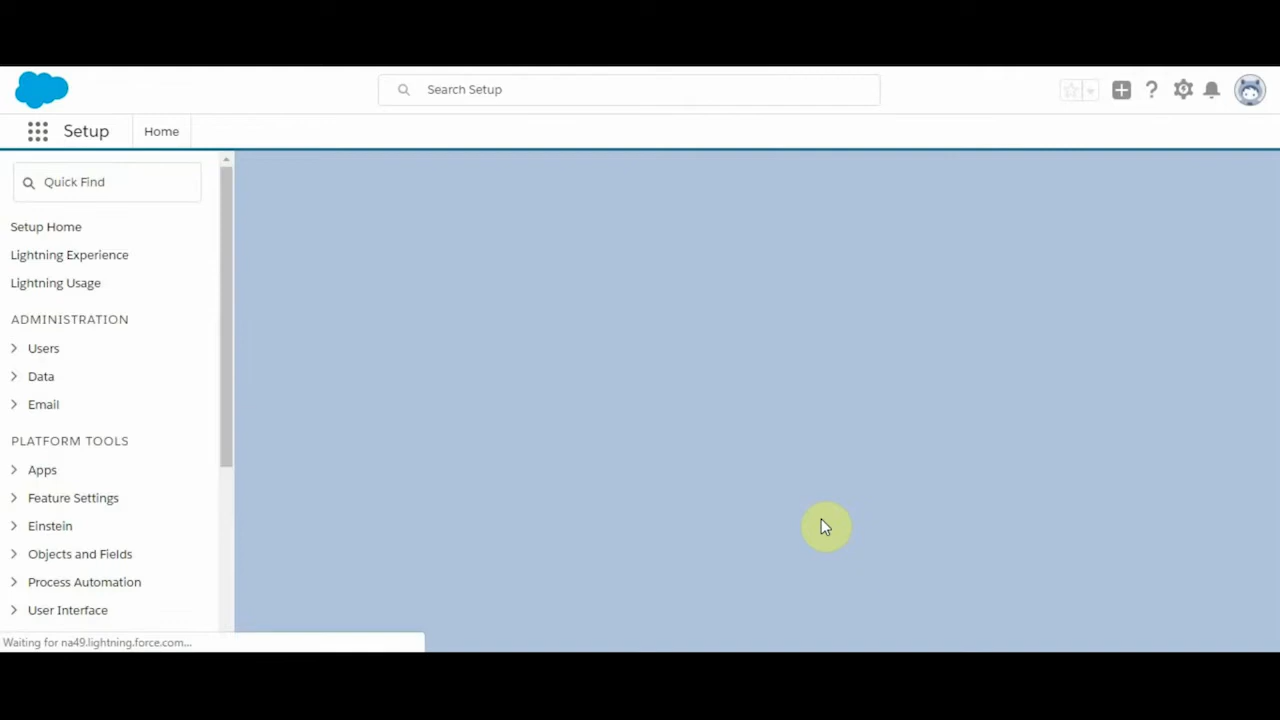 Search Setup
Setup
Home
Quick Find
Setup Home
Lightning Experience
Lightning Usage
ADMINISTRATION
Users
Data
Email
PLATFORM TOOLS
Apps
Feature Settings
Einstein
Objects and Fields
Process Automation
User Interface
Waiting for na49.lightning.force.com...